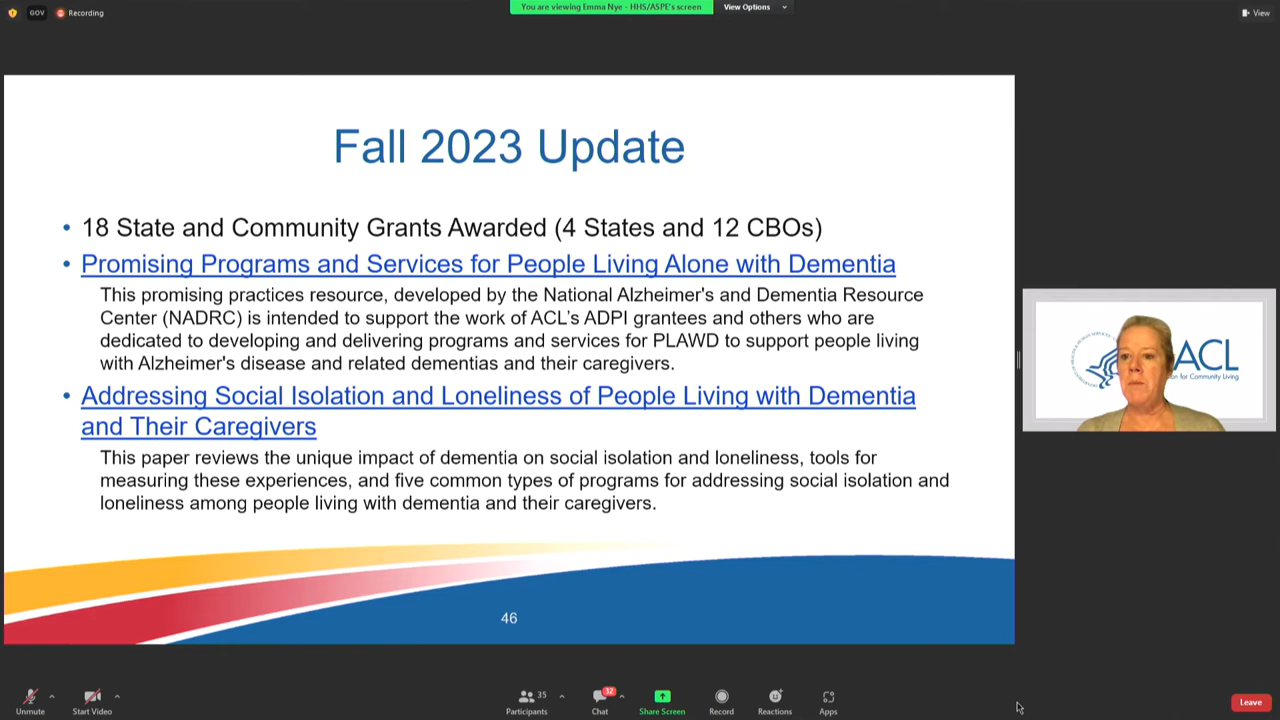 GOV
Recording
You are viewing Emma Nye - HHS/ASPE's screen
View Options
View
Fall 2023 Update
• 18 State and Community Grants Awarded (4 States and 12 CBOs)
• Promising Programs and Services for People Living Alone with Dementia
This promising practices resource, developed by the National Alzheimer's and Dementia Resource
Center (NADRC) is intended to support the work of ACL's ADPI grantees and others who are
dedicated to developing and delivering programs and services for PLAWD to support people living
with Alzheimer's disease and related dementias and their caregivers.
• Addressing Social Isolation and Loneliness of People Living with Dementia
and Their Caregivers
This paper reviews the unique impact of dementia on social isolation and loneliness, tools for
measuring these experiences, and five common types of programs for addressing social isolation and
loneliness among people living with dementia and their caregivers.
46
ACL
for Community Living
Unmute
Start Video
35
Participants
32
Chat
Share Screen
Record
Reactions
Apps
Leave